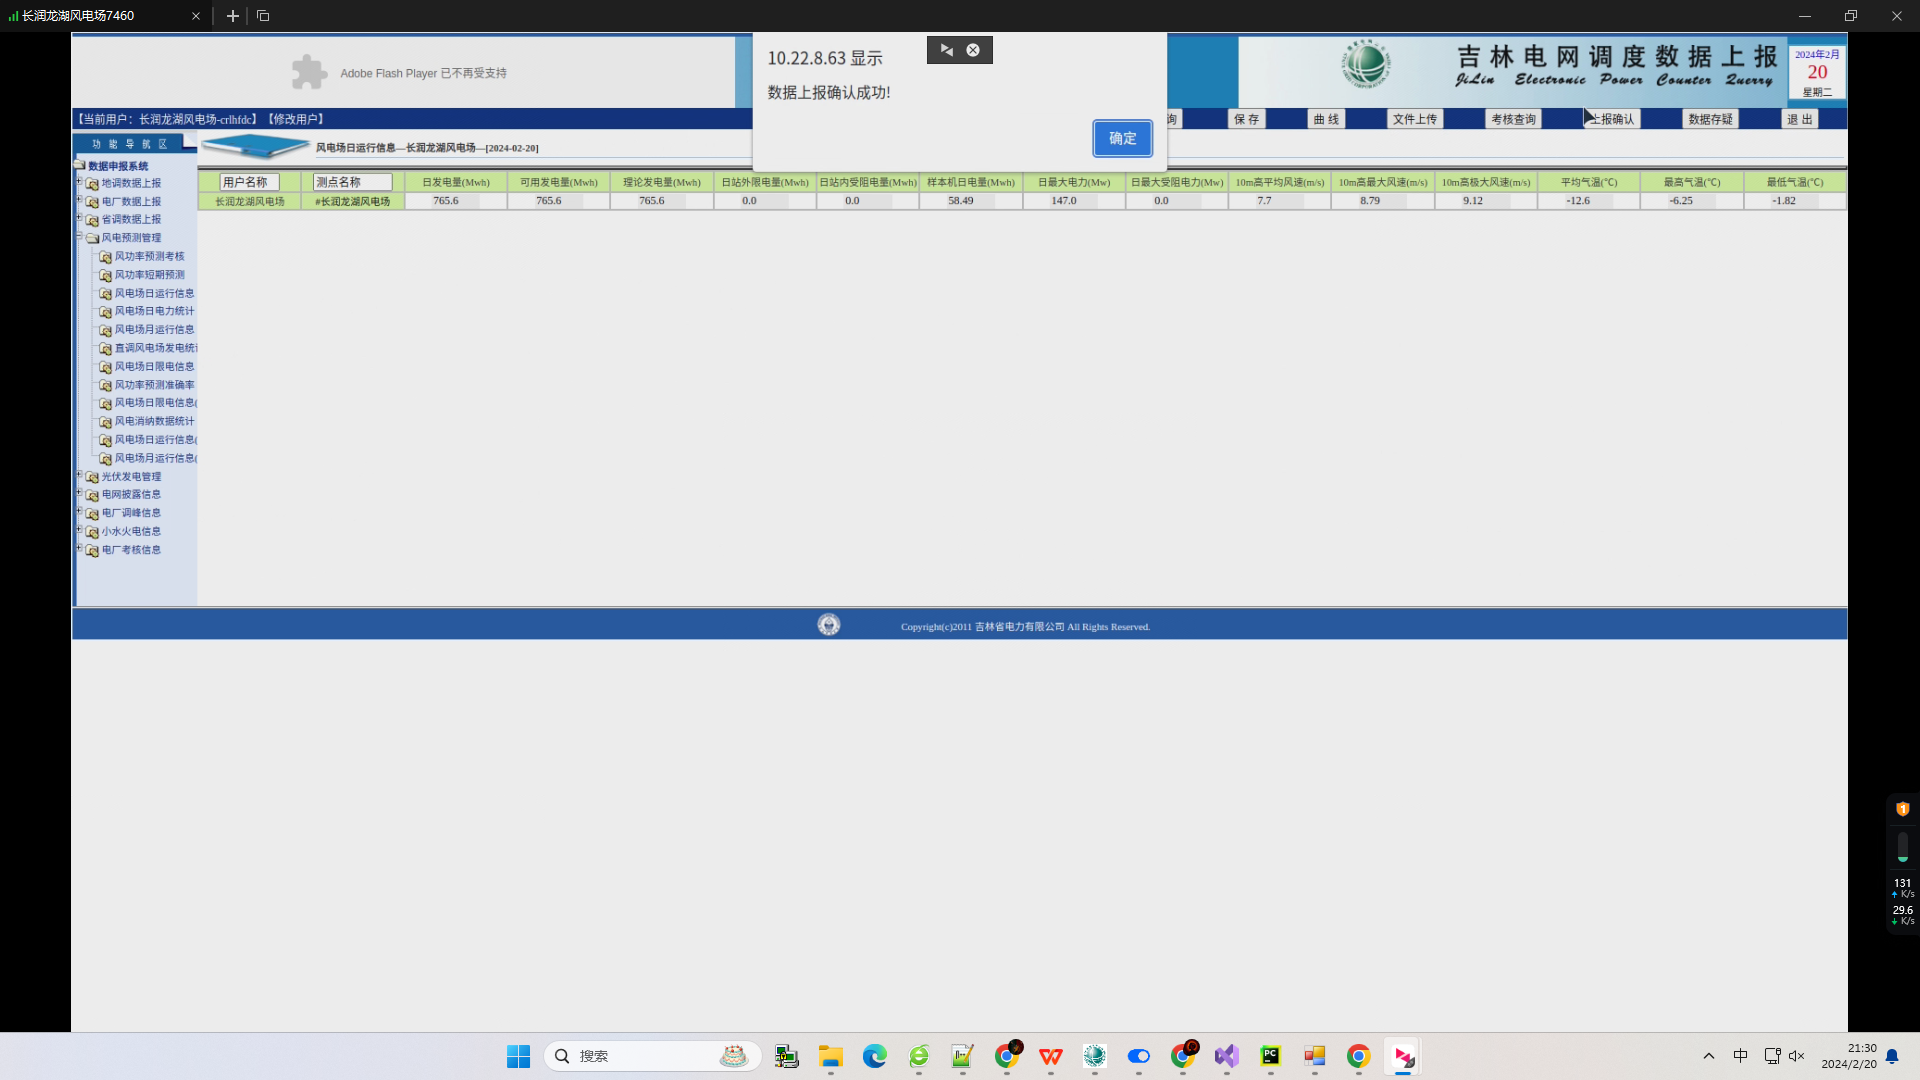 长润龙湖风电场7460
Adobe Flash Player 已不再受支持
10.22.8.63 显示
数据上报确认成功!
确定
吉林电网调度数据上报
JiLin Electronic Power Counter Querry
2024年2月
20
星期二
【当前用户：长润龙湖风电场-crlhfdc】【修改用户】
询
保 存
曲 线
文件上传
考核查询
上报确认
数据存疑
退 出
功 能 导 航 区
风电场日运行信息—长润龙湖风电场—[2024-02-20]
用户名称 测点名称 日发电量(Mwh) 可用发电量(Mwh) 理论发电量(Mwh) 日站外限电量(Mwh) 日站内受阻电量(Mwh) 样本机日电量(Mwh) 日最大电力(Mw) 日最大受阻电力(Mw) 10m高平均风速(m/s) 10m高最大风速(m/s) 10m高极大风速(m/s) 平均气温(℃) 最高气温(℃) 最低气温(℃)
长润龙湖风电场 #长润龙湖风电场 765.6 765.6 765.6 0.0 0.0 58.49 147.0 0.0 7.7 8.79 9.12 -12.6 -6.25 -1.82
数据申报系统
地调数据上报
电厂数据上报
省调数据上报
风电预测管理
风功率预测考核
风功率短期预测
风电场日运行信息
风电场日电力统计
风电场月运行信息
直调风电场发电统
风电场日限电信息
风功率预测准确率
风电场日限电信息(
风电消纳数据统计
风电场日运行信息(
风电场月运行信息(
光伏发电管理
电网披露信息
电厂调峰信息
小水火电信息
电厂考核信息
Copyright(c)2011 吉林省电力有限公司 All Rights Reserved.
131
K/s
29.6
K/s
搜索
中
21:30
2024/2/20